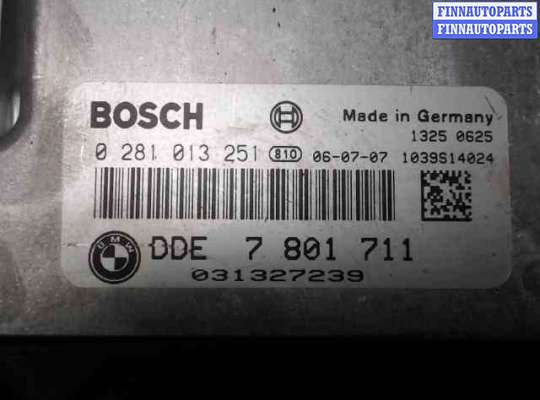 FINNAUTOPARTS
FINNAUTOPARTS
BOSCH
Made in Germany
1325 0625
0 281 013 251 810 06-07-07 1039S14024
BMW DDE 7 801 711
031327239